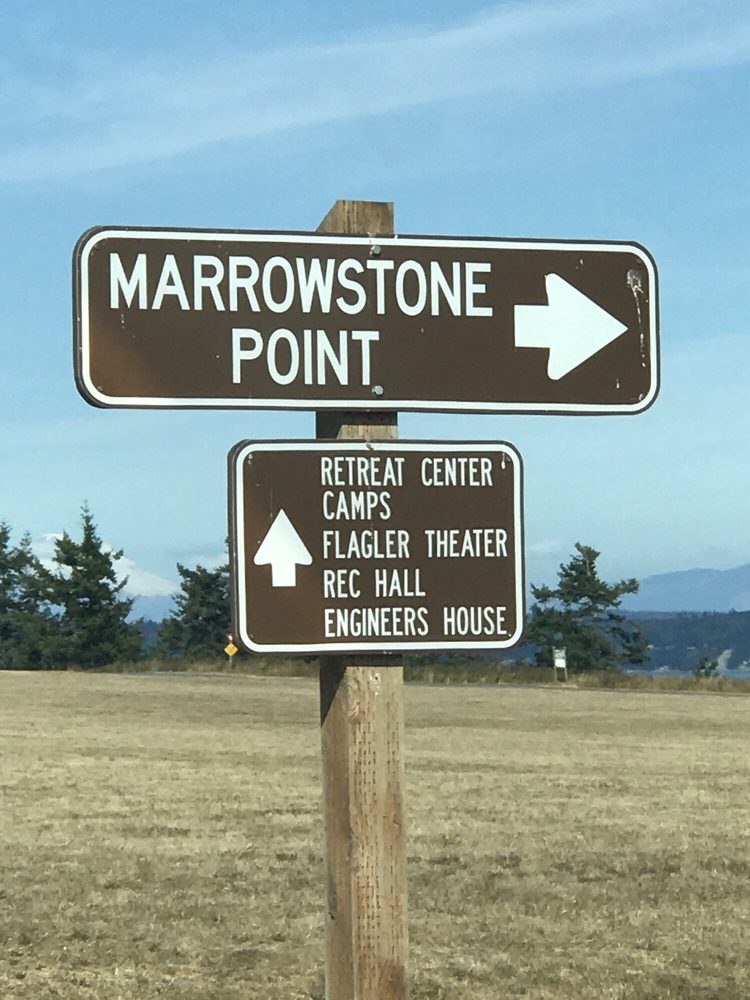 MARROWSTONE
POINT
RETREAT CENTER
CAMPS
FLAGLER THEATER
REC HALL
ENGINEERS HOUSE